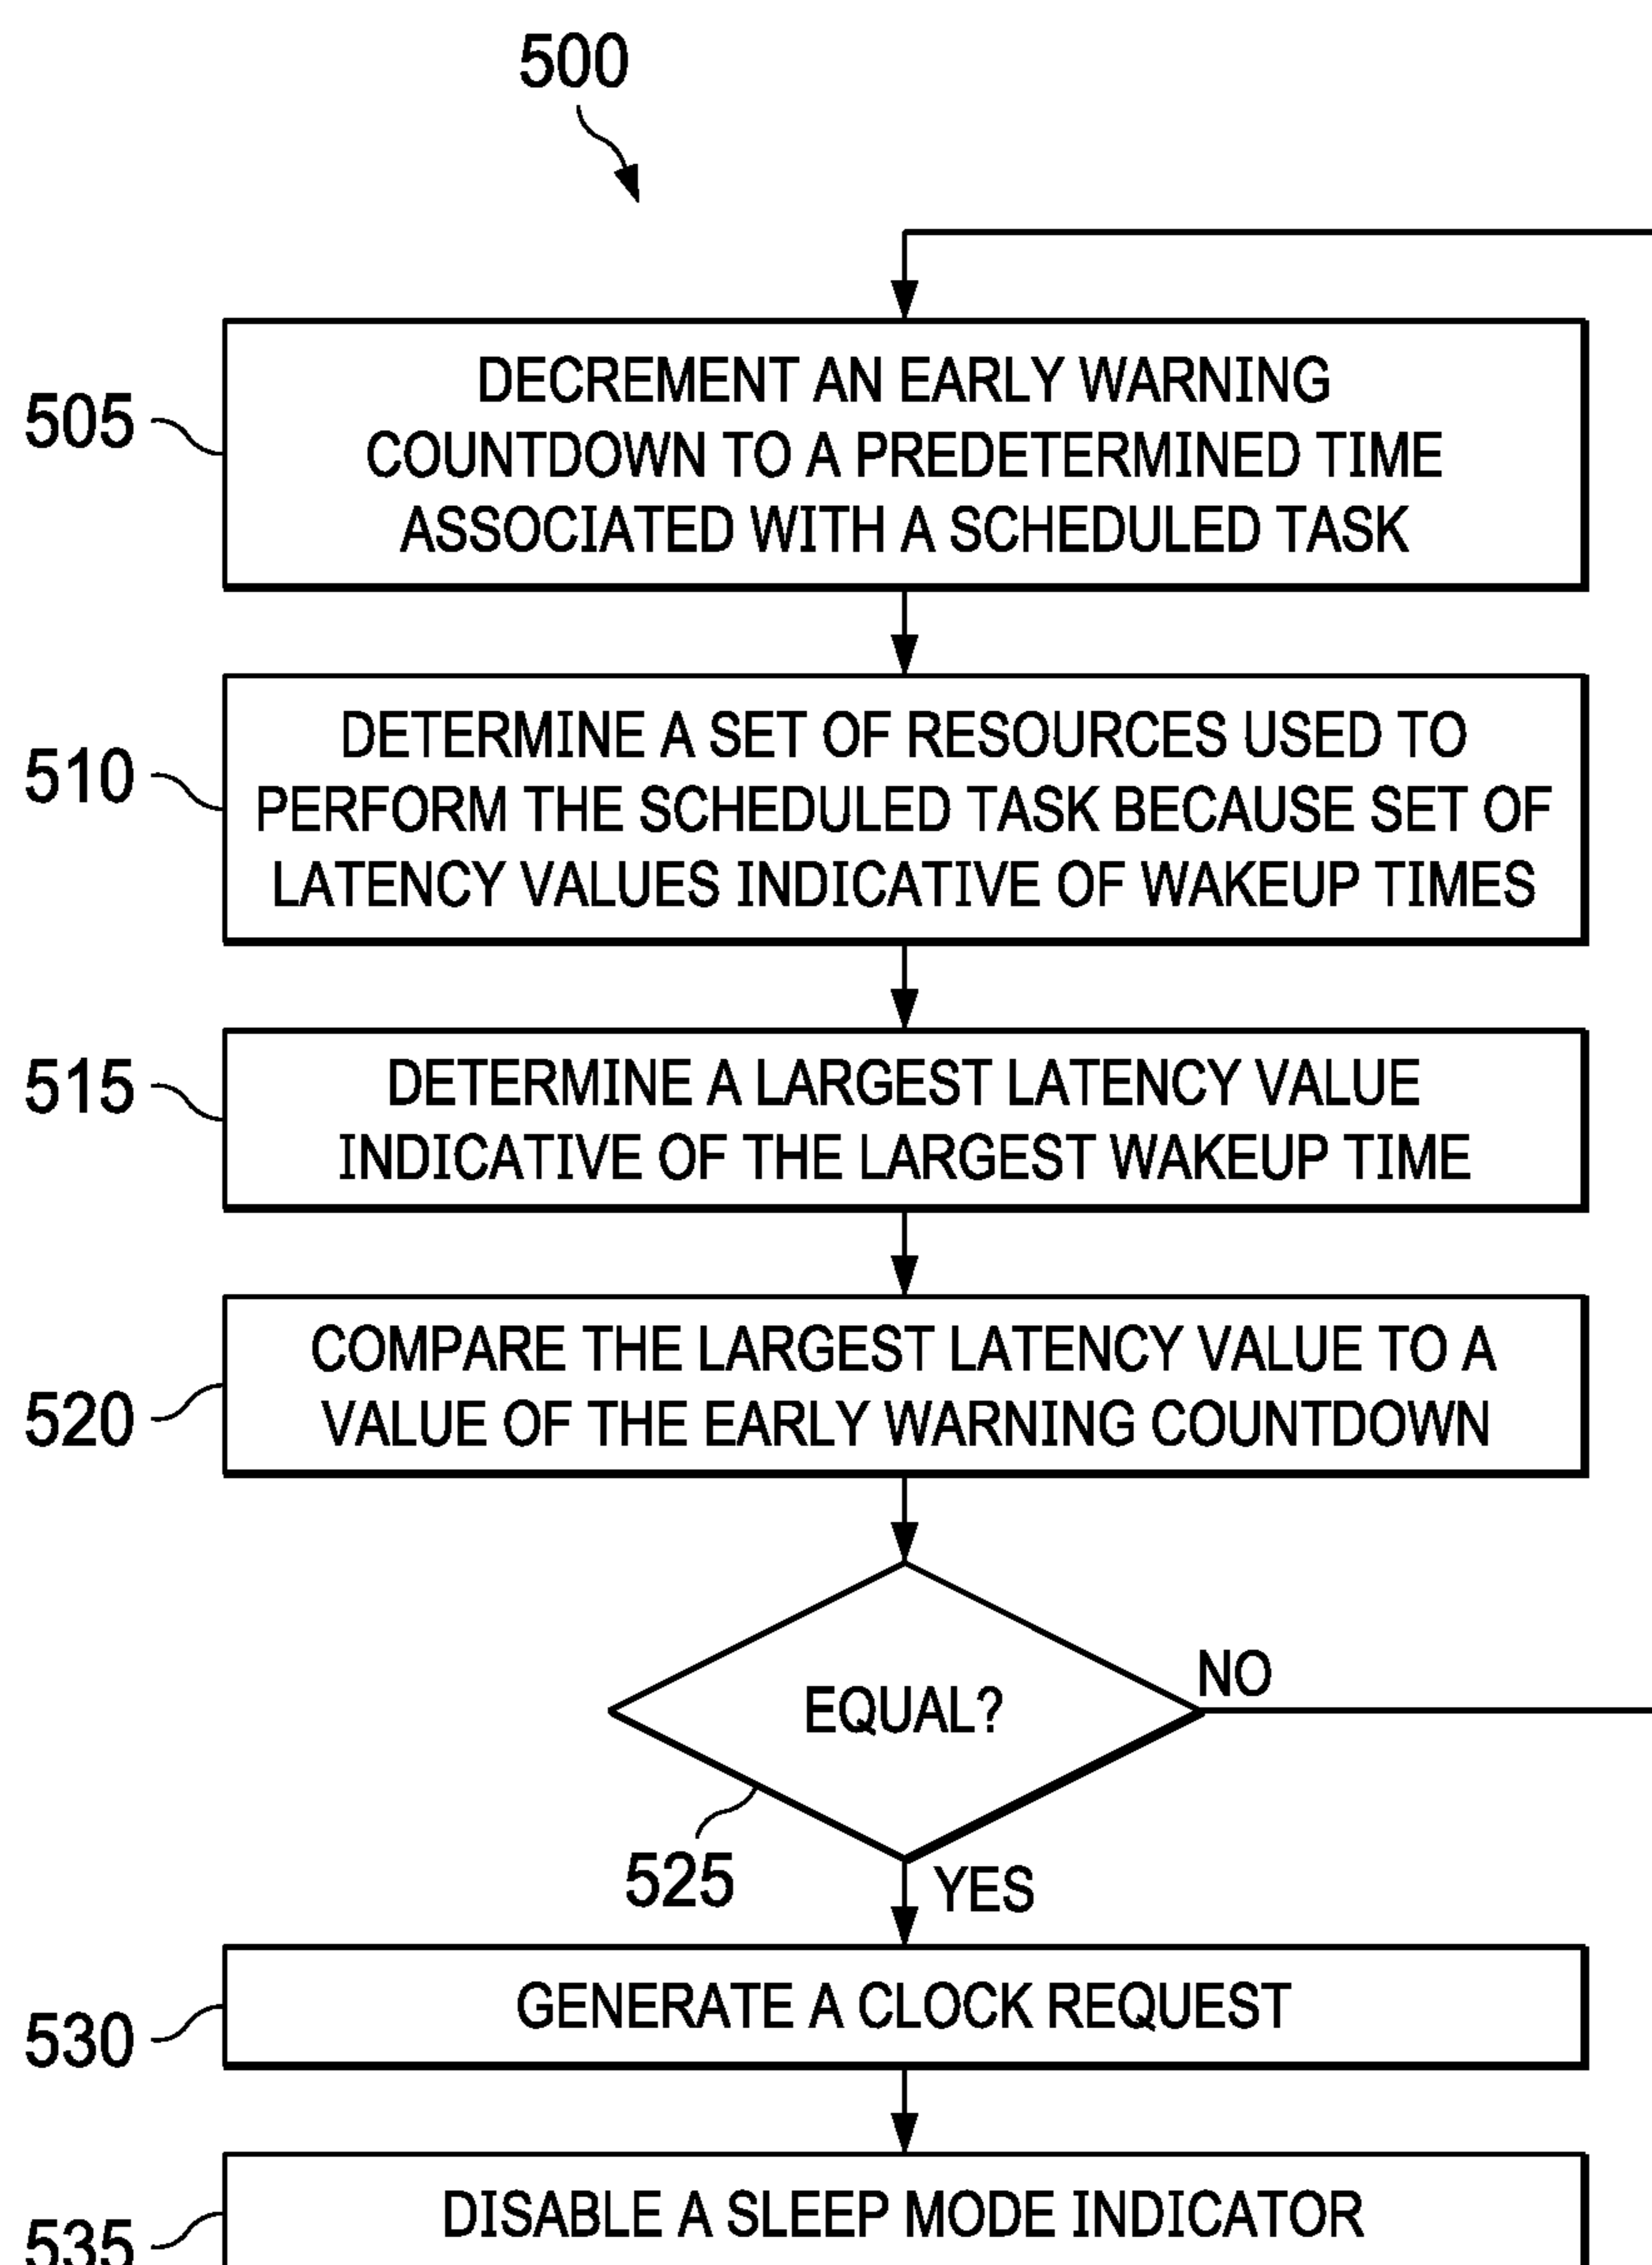 500
505
DECREMENT AN EARLY WARNING
COUNTDOWN TO A PREDETERMINED TIME
ASSOCIATED WITH A SCHEDULED TASK
510
DETERMINE A SET OF RESOURCES USED TO
PERFORM THE SCHEDULED TASK BECAUSE SET OF
LATENCY VALUES INDICATIVE OF WAKEUP TIMES
515
DETERMINE A LARGEST LATENCY VALUE
INDICATIVE OF THE LARGEST WAKEUP TIME
520
COMPARE THE LARGEST LATENCY VALUE TO A
VALUE OF THE EARLY WARNING COUNTDOWN
EQUAL?
NO
525
YES
530
GENERATE A CLOCK REQUEST
535
DISABLE A SLEEP MODE INDICATOR